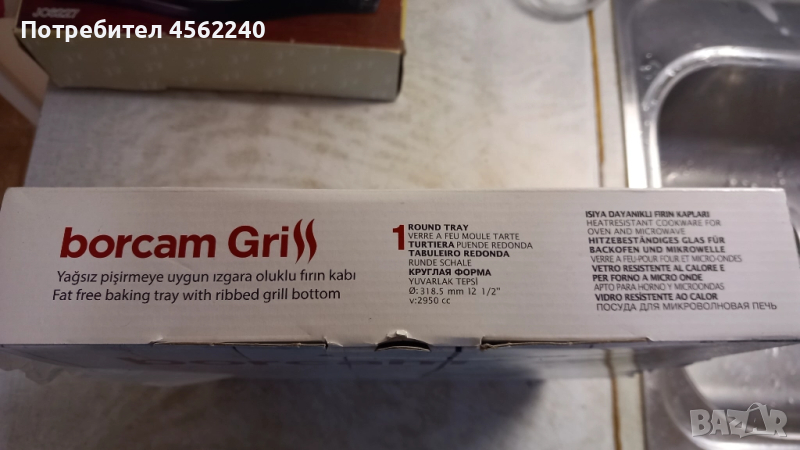 Потребител 4562240
borcam Grill
Yağsız pişirmeye uygun ızgara oluklu fırın kabı
Fat free baking tray with ribbed grill bottom
1
ROUND TRAY
VERRE A FEU MOULE TARTE
TURTIERA PUENDE REDONDA
TABULEIRO REDONDA
RUNDE SCHALE
КРУГЛАЯ ФОРМА
YUVARLAK TEPSİ
Ø: 318.5 mm 12 1/2"
v:2950 cc
ISIYA DAYANIKLI FIRIN KAPLARI
HEATRESISTANT COOKWARE FOR
OVEN AND MICROWAVE
HITZEBESTÄNDIGES GLAS FÜR
BACKOFEN UND MIKROWELLE
VERRE A FEU-POUR FOUR ET MICRO-ONDES
VETRO RESISTENTE AL CALORE E
PER FORNO A MICRO ONDE
APTO PARA HORNO Y MICROONDAS
VIDRO RESİSTENTE AO CALOR
ПОСУДА ДЛЯ МИКРОВОЛНОВАЯ ПЕЧЬ
BAZAR